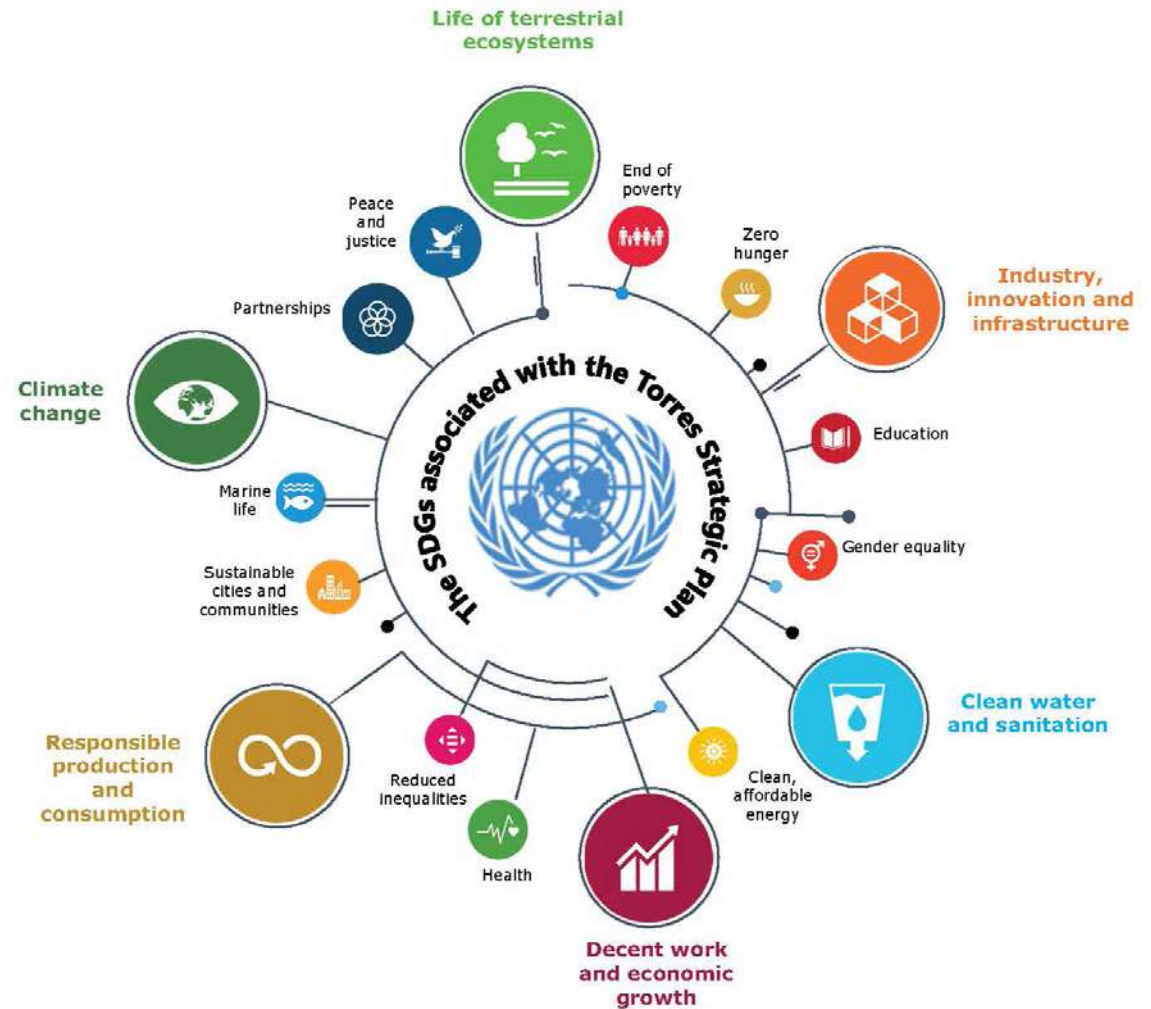 Life of terrestrial
ecosystems
End of
poverty
Peace
and
justice
Zero
hunger
Industry,
innovation and
infrastructure
Partnerships
Climate
change
The SDGs associated with the Torres Strategic Plan
Education
Marine
life
Gender equality
Sustainable
cities and
communities
Clean water
and sanitation
Responsible
production
and
consumption
Reduced
inequalities
Clean,
affordable
energy
Health
Decent work
and economic
growth